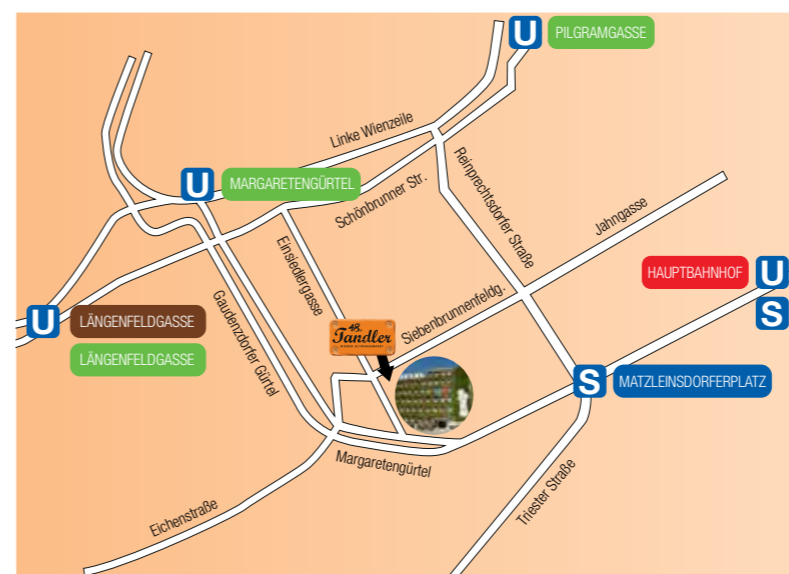 U
PILGRAMGASSE
Linke Wienzeile
U
MARGARETENGÜRTEL
Schönbrunner Str.
Reinprechtsdorfer Straße
Jahngasse
Einsiedlergasse
HAUPTBAHNHOF
U
S
Gaudenzdorfer Gürtel
Siebenbrunnenfeldg.
U
LÄNGENFELDGASSE
LÄNGENFELDGASSE
48.
Tandler
S
MATZLEINSDORFERPLATZ
Margaretengürtel
Eichenstraße
Triester Straße